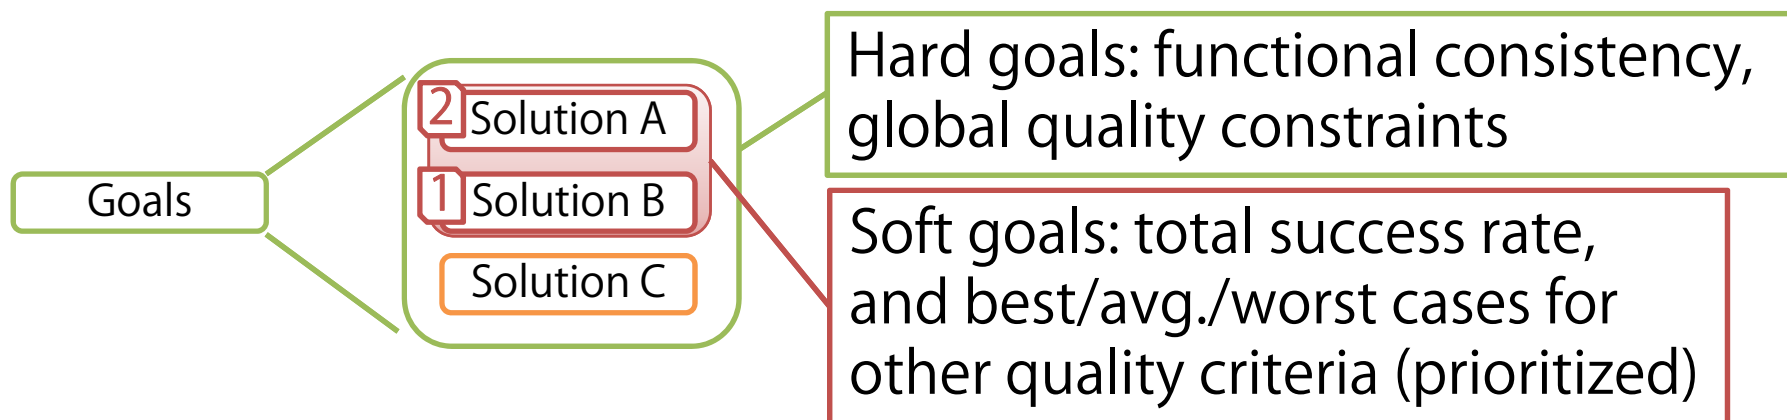 Goals
2
Solution A
1
Solution B
Solution C
Hard goals: functional consistency,
global quality constraints
Soft goals: total success rate,
and best/avg./worst cases for
other quality criteria (prioritized)